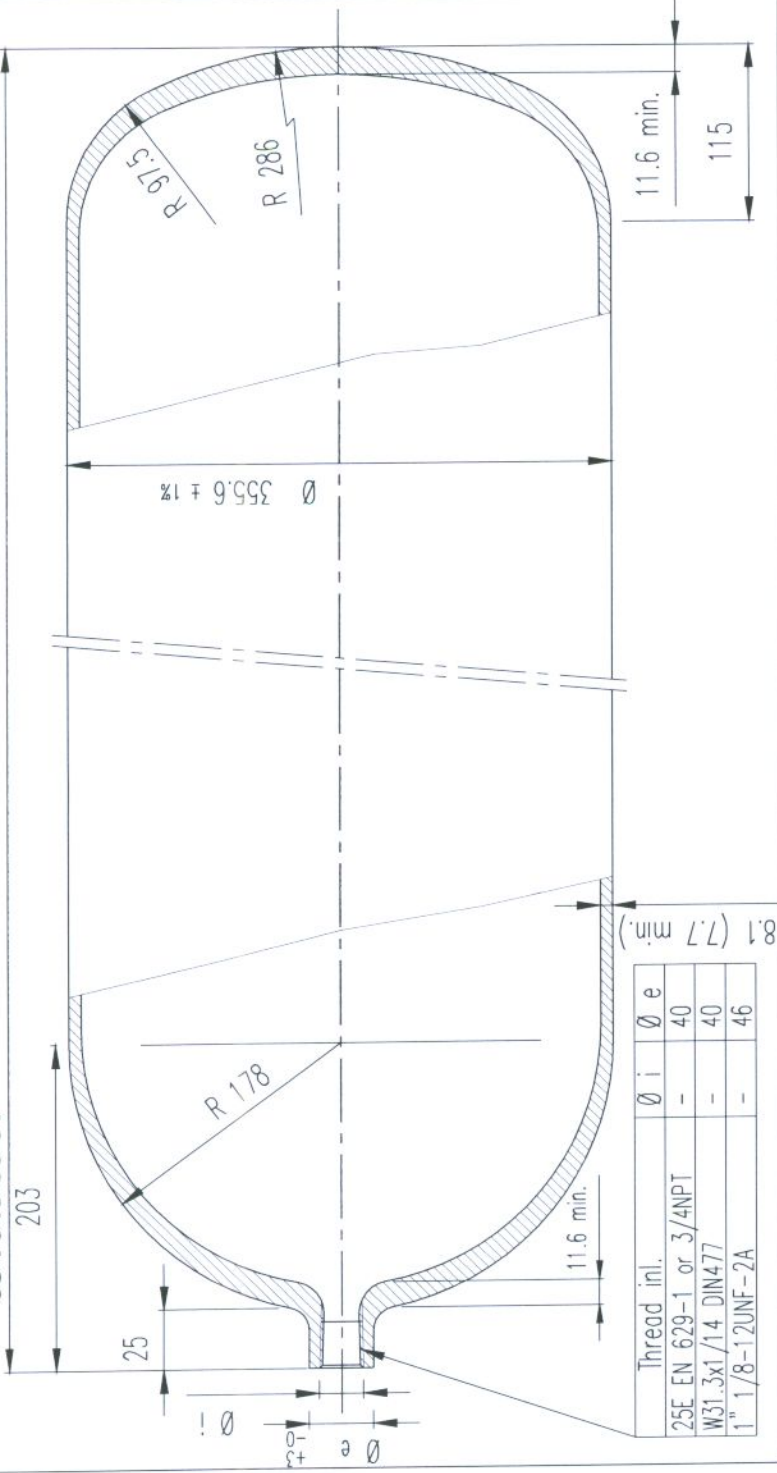 203
25
R 178
R 97.5
R 286
Ø 355.6 ± 1%
11.6 min.
115
11.6 min.
8.1 (7.7 min.)
Ø i
Ø e +3 -0
Thread inl. Ø i Ø e
25E EN 629-1 or 3/4NPT - 40
W31.3x1/14 DIN477 - 40
1" 1/8-12UNF-2A - 46